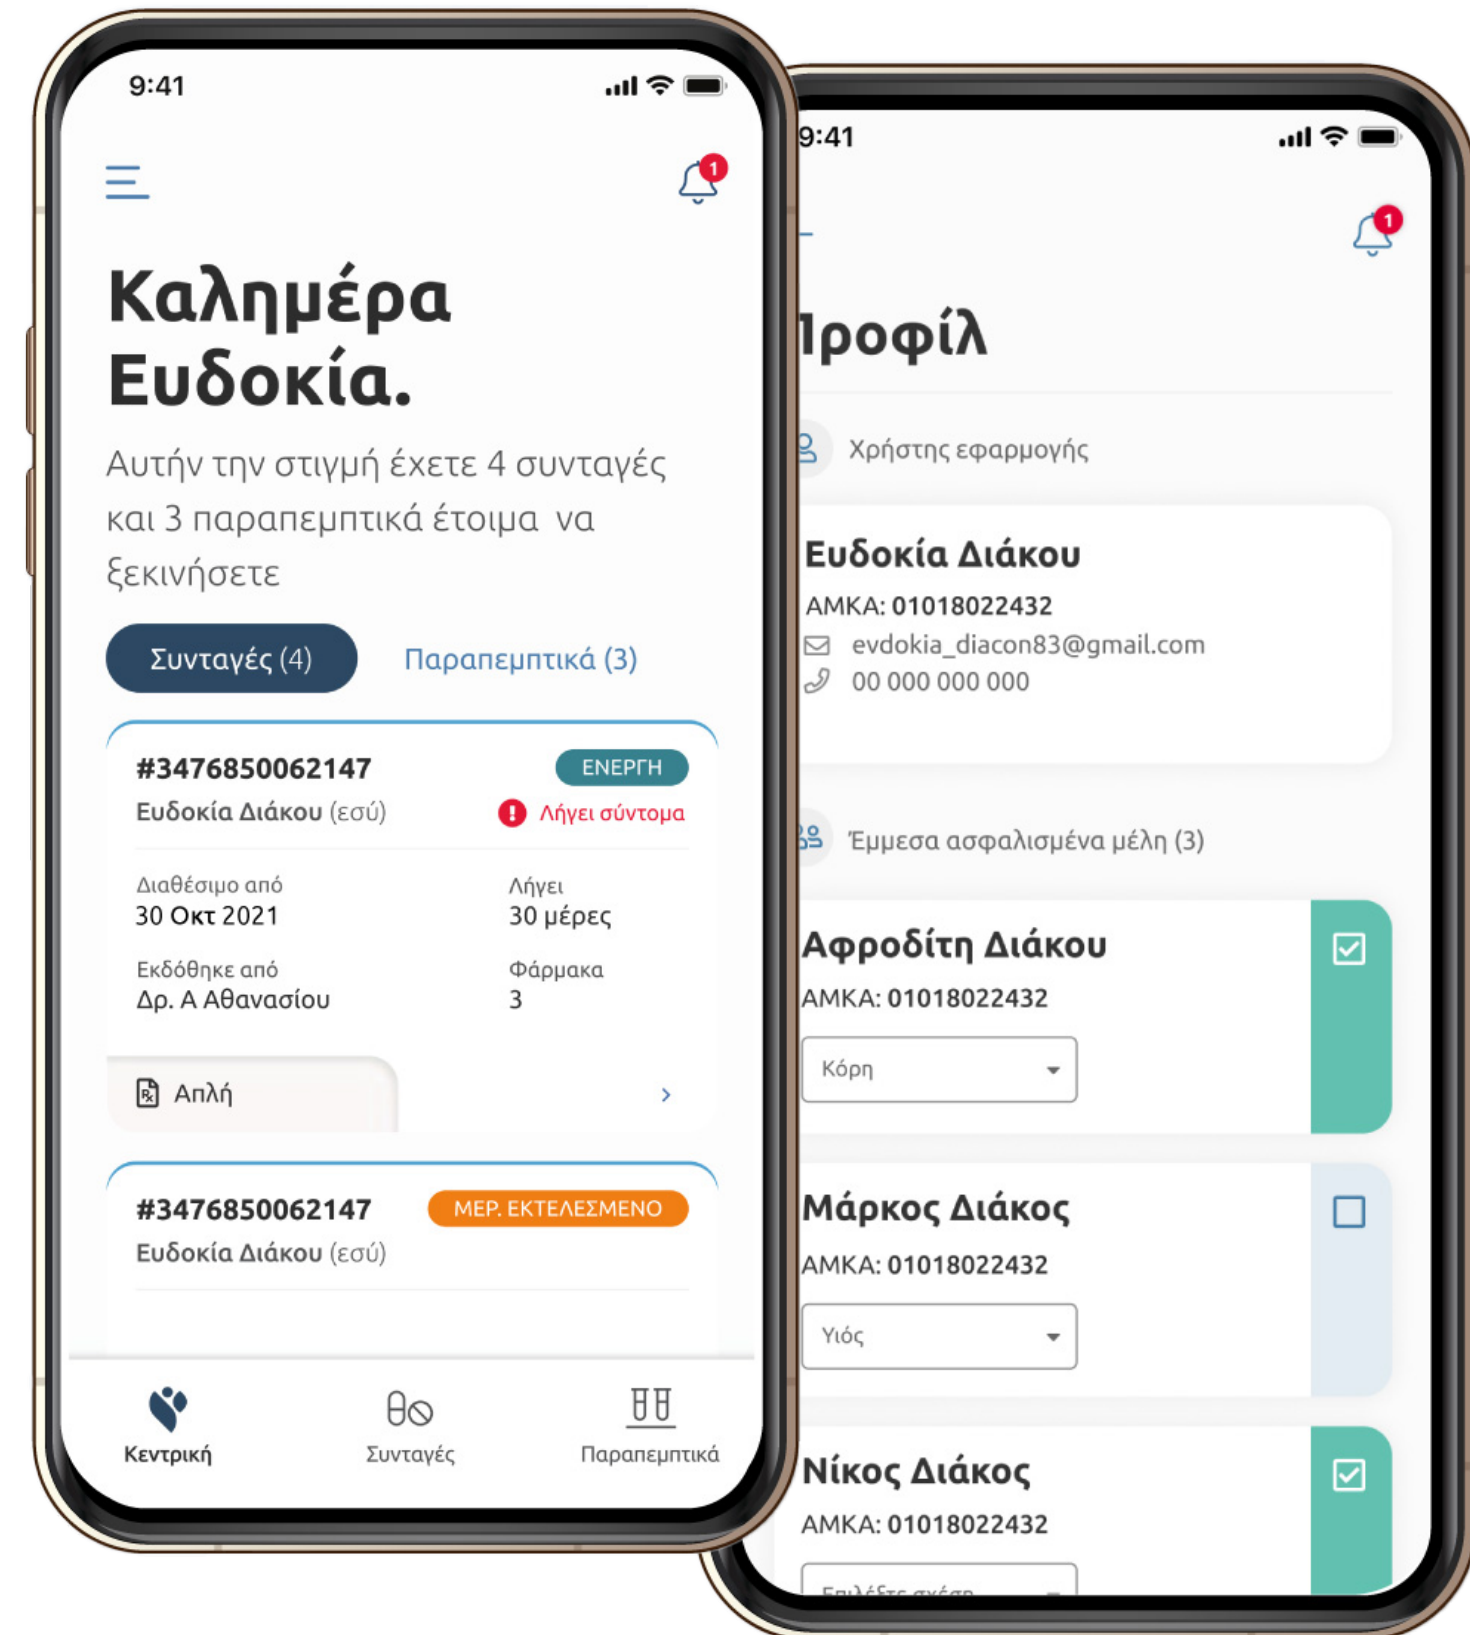 9:41
1
Καλημέρα
Ευδοκία.
Αυτήν την στιγμή έχετε 4 συνταγές
και 3 παραπεμπτικά έτοιμα να
ξεκινήσετε
Συνταγές (4)
Παραπεμπτικά (3)
#3476850062147
ΕΝΕΡΓΗ
Ευδοκία Διάκου (εσύ)
Λήγει σύντομα
Διαθέσιμο από
Λήγει
30 Οκτ 2021
30 μέρες
Εκδόθηκε από
Φάρμακα
Δρ. Α Αθανασίου
3
Απλή
#3476850062147
ΜΕΡ. ΕΚΤΕΛΕΣΜΕΝΟ
Ευδοκία Διάκου (εσύ)
Κεντρική
Συνταγές
Παραπεμπτικά
9:41
1
Προφίλ
Χρήστης εφαρμογής
Ευδοκία Διάκου
ΑΜΚΑ: 01018022432
evdokia_diacon83@gmail.com
00 000 000 000
Έμμεσα ασφαλισμένα μέλη (3)
Αφροδίτη Διάκου
ΑΜΚΑ: 01018022432
Κόρη
Μάρκος Διάκος
ΑΜΚΑ: 01018022432
Υιός
Νίκος Διάκος
ΑΜΚΑ: 01018022432
Επιλέξτε σχέση